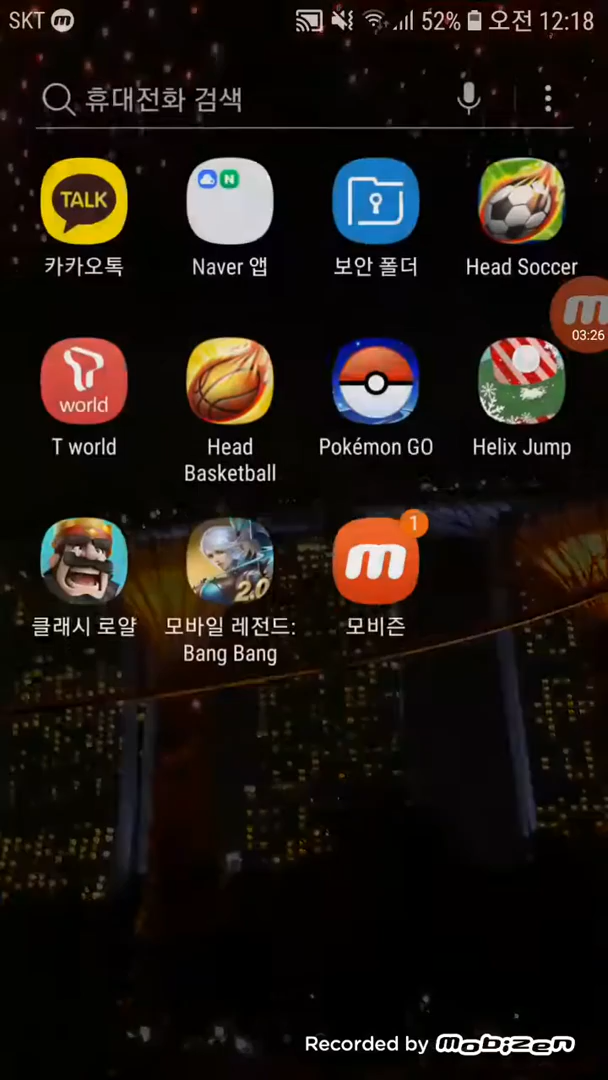 SKT 52% 오전 12:18
휴대전화 검색
TALK
N
카카오톡 Naver 앱 보안 폴더 Head Soccer
m
03:26
world
T world Head Basketball Pokémon GO Helix Jump
2.0
m 1
클래시 로얄 모바일 레전드: Bang Bang 모비즌
Recorded by mobizen